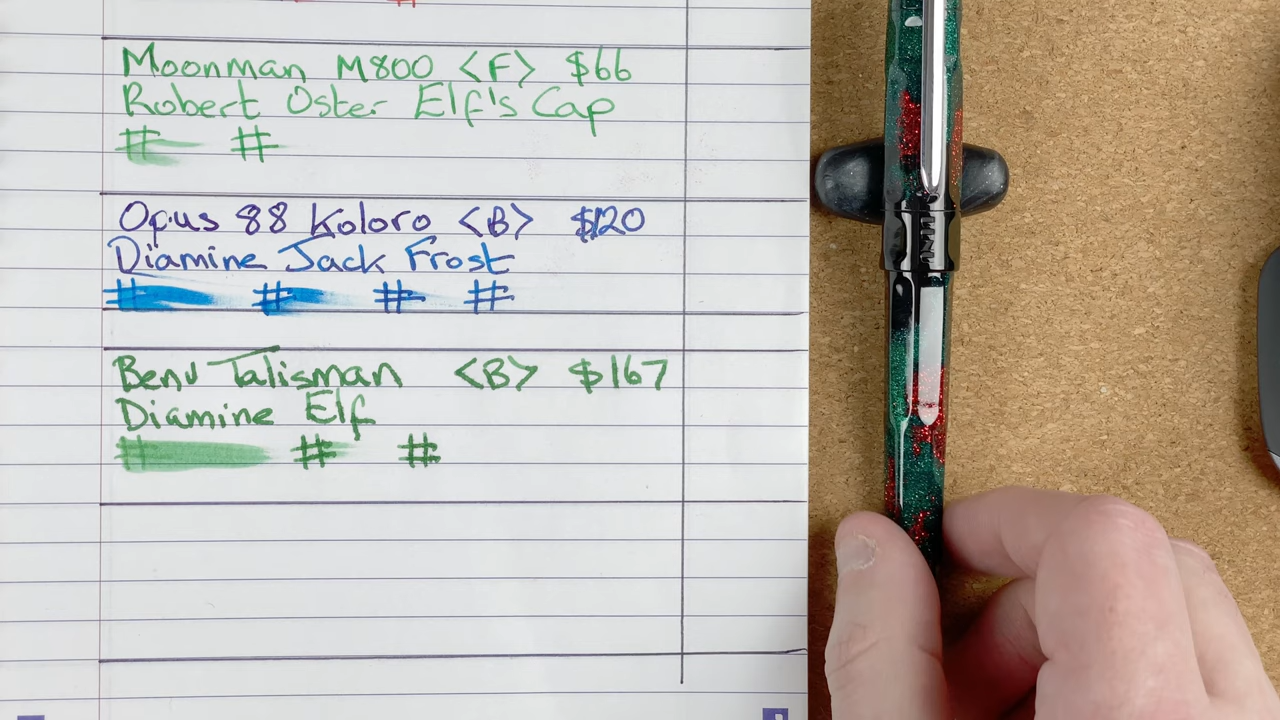 Moonman M800 <F> $66
Robert Oster Elf's Cap
# #
Opus 88 Koloro <B> $120
Diamine Jack Frost
# # # #
Benu Talisman <B> $167
Diamine Elf
# # #